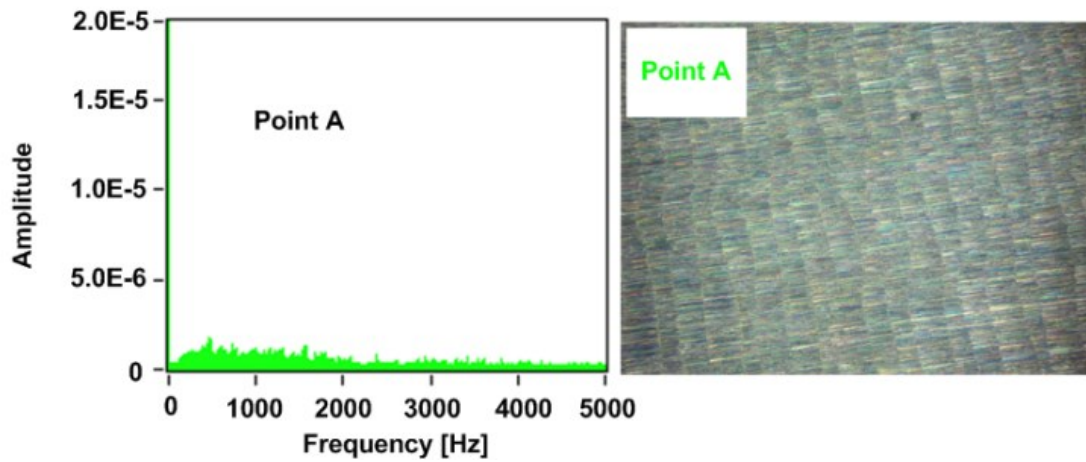 2.0E-5
1.5E-5
1.0E-5
5.0E-6
0
Amplitude
Point A
0 1000 2000 3000 4000 5000
Frequency [Hz]
Point A